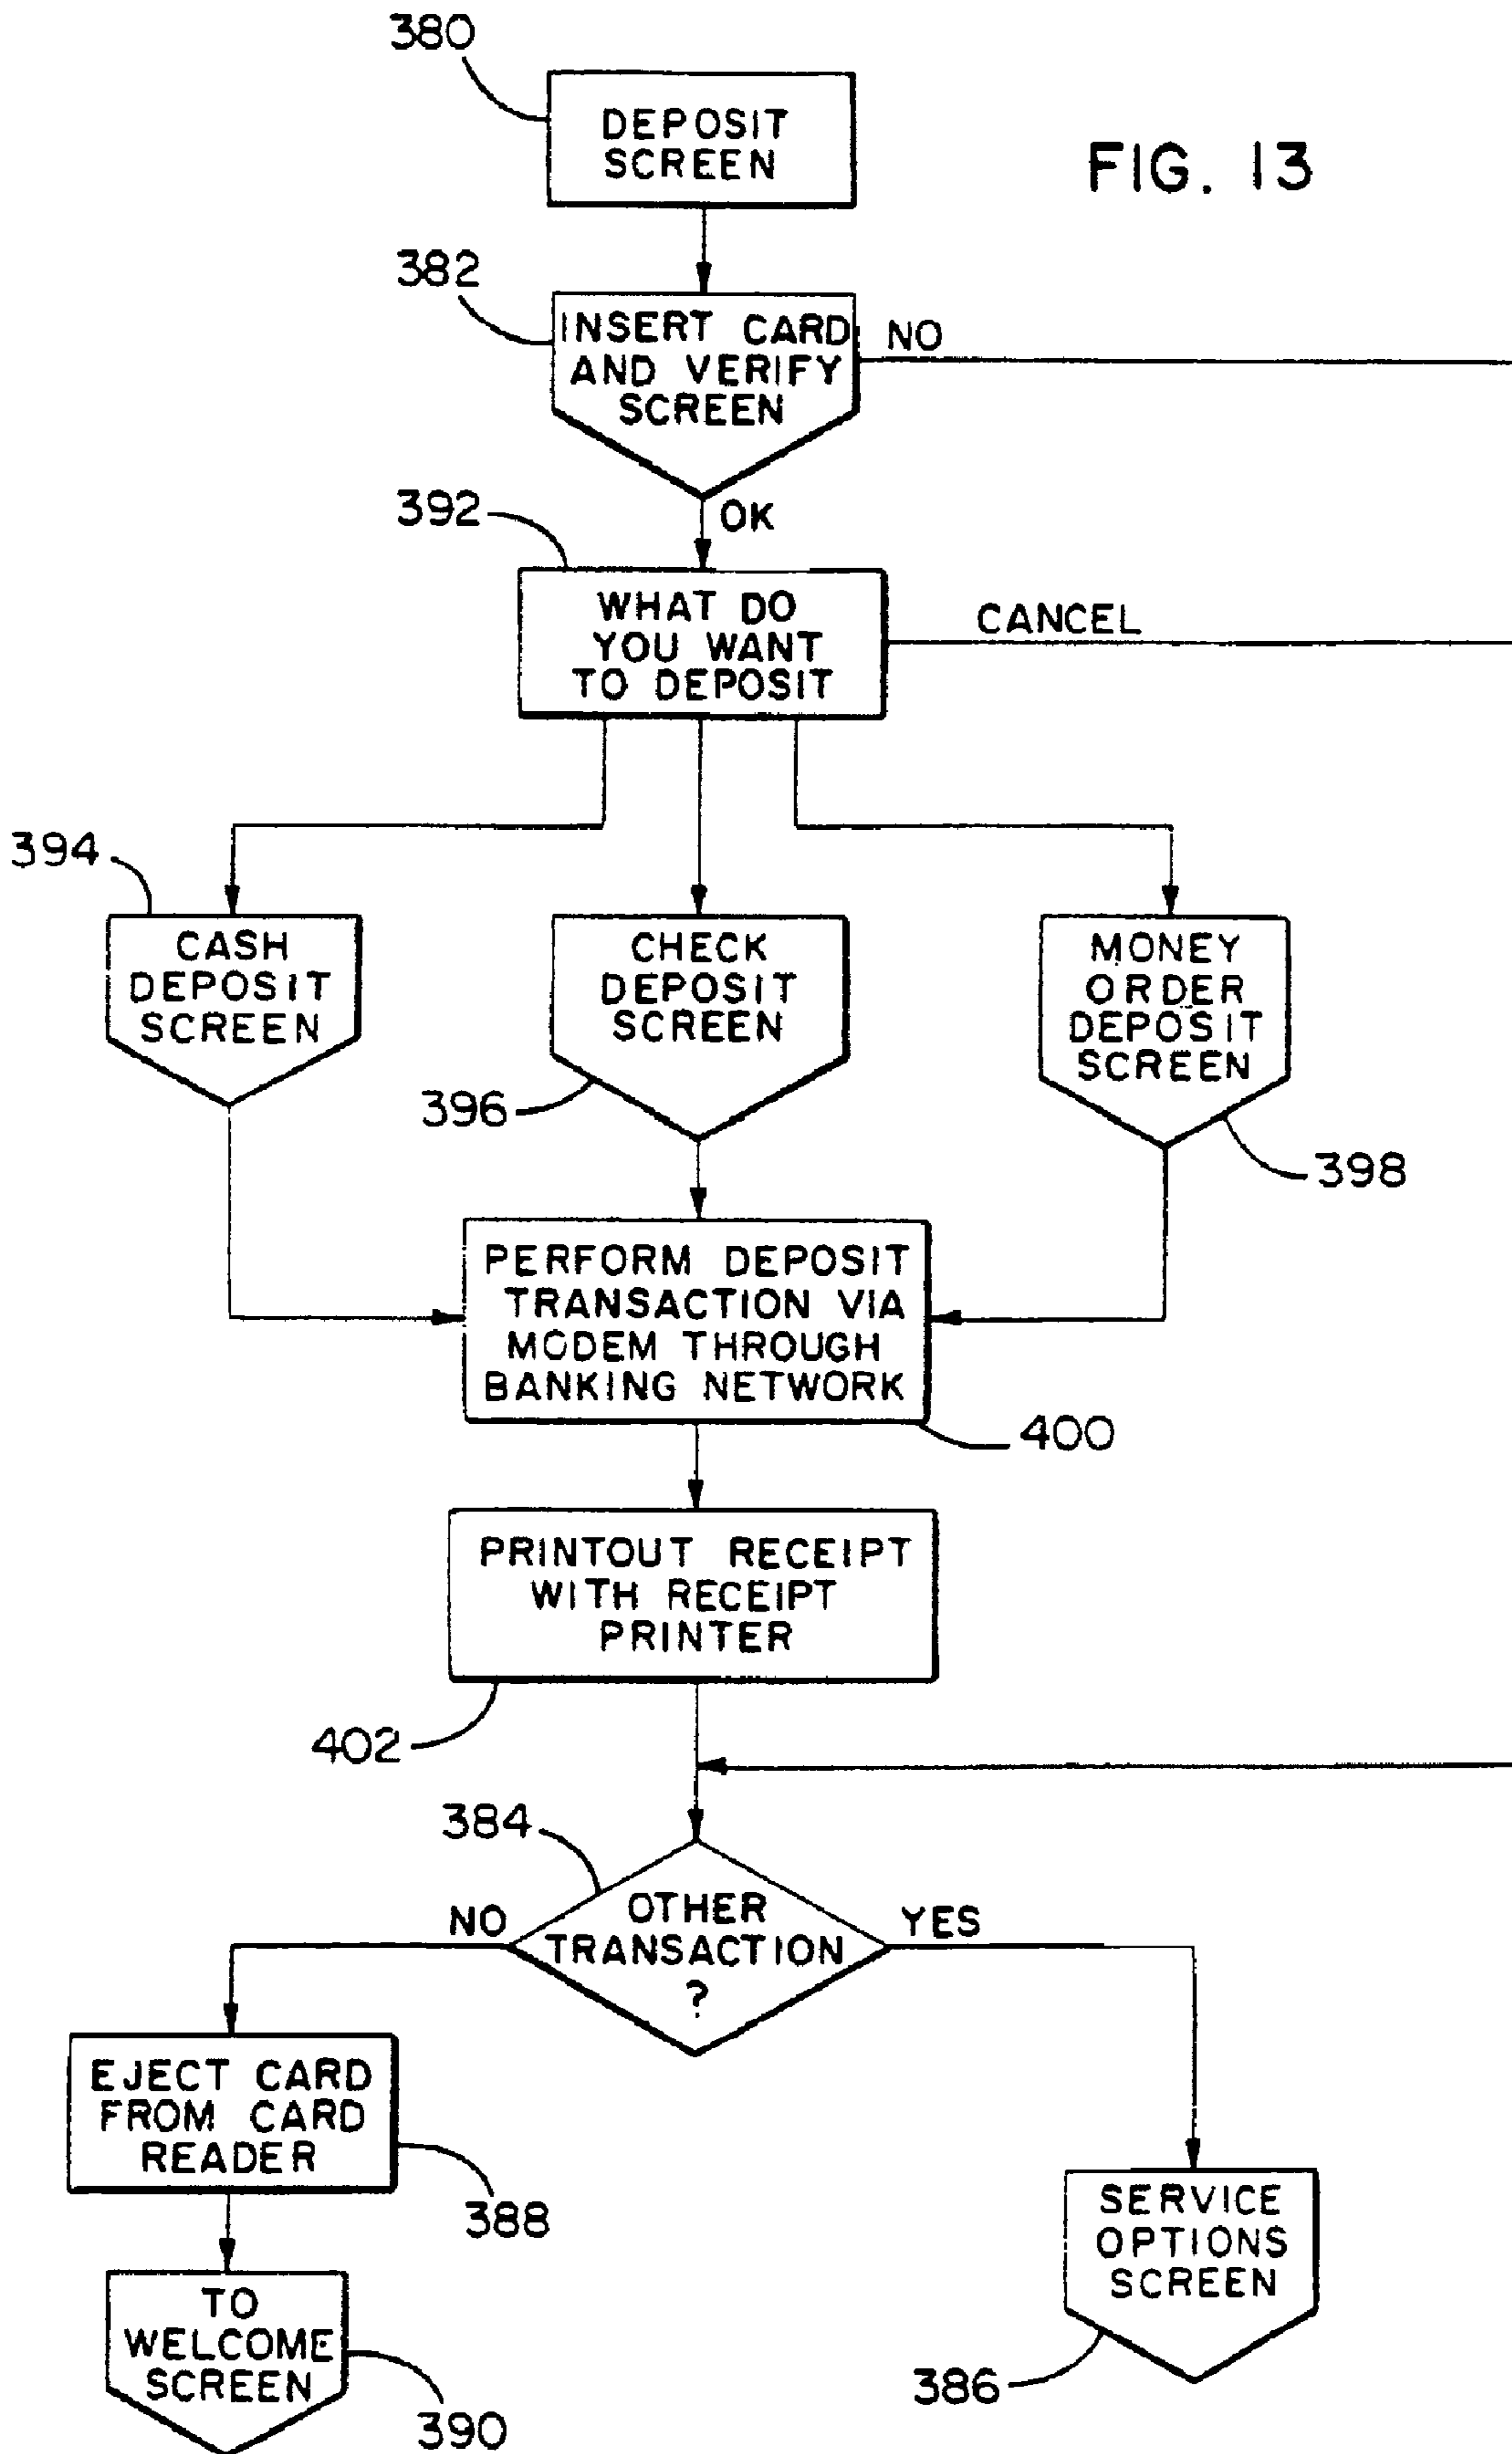 380
DEPOSIT
SCREEN
FIG. 13
382
INSERT CARD
AND VERIFY
SCREEN
NO
OK
392
WHAT DO
YOU WANT
TO DEPOSIT
CANCEL
394
CASH
DEPOSIT
SCREEN
CHECK
DEPOSIT
SCREEN
396
MONEY
ORDER
DEPOSIT
SCREEN
398
PERFORM DEPOSIT
TRANSACTION VIA
MODEM THROUGH
BANKING NETWORK
400
PRINTOUT RECEIPT
WITH RECEIPT
PRINTER
402
384
OTHER
TRANSACTION
?
NO
YES
EJECT CARD
FROM CARD
READER
388
TO
WELCOME
SCREEN
390
SERVICE
OPTIONS
SCREEN
386